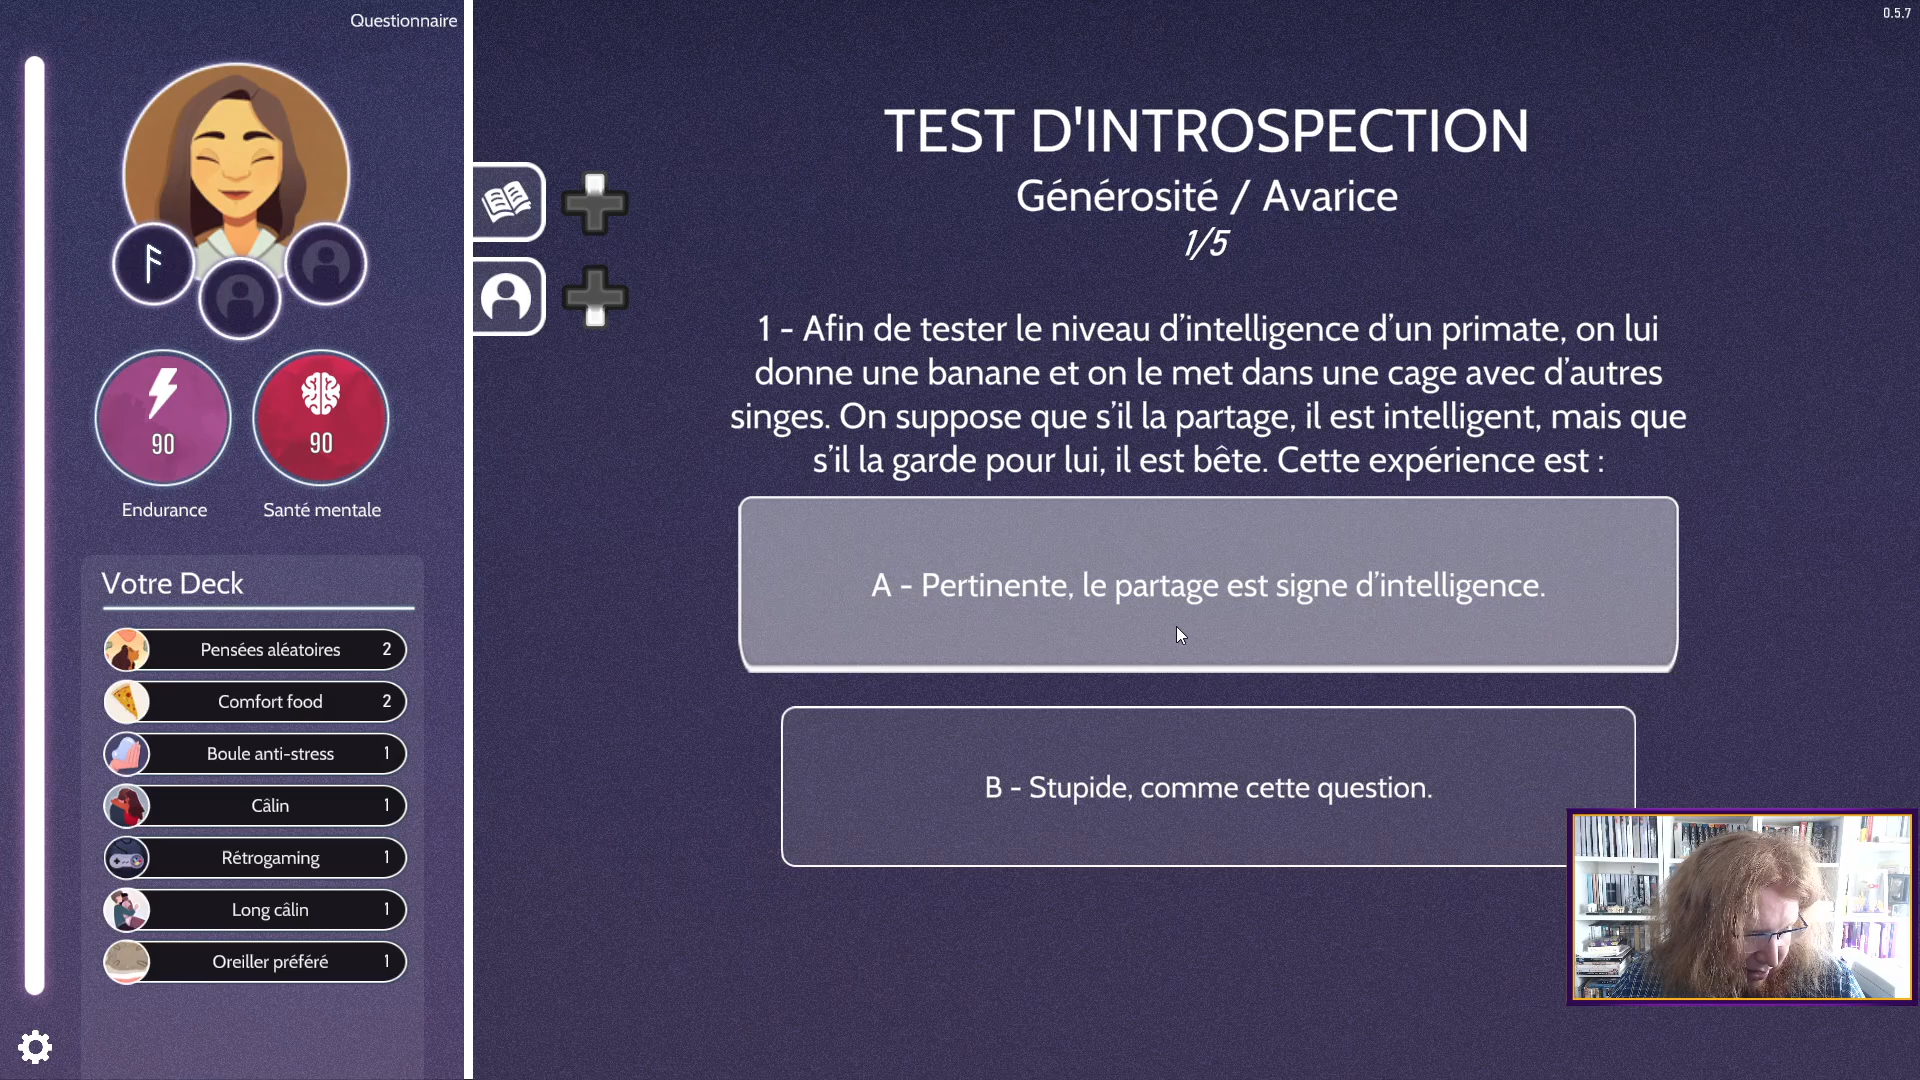 Questionnaire
0.5.7
TEST D'INTROSPECTION
Générosité / Avarice
1/5
1 - Afin de tester le niveau d’intelligence d’un primate, on lui
donne une banane et on le met dans une cage avec d’autres
singes. On suppose que s’il la partage, il est intelligent, mais que
s’il la garde pour lui, il est bête. Cette expérience est :
A - Pertinente, le partage est signe d’intelligence.
B - Stupide, comme cette question.
90
90
Endurance
Santé mentale
Votre Deck
Pensées aléatoires 2
Comfort food 2
Boule anti-stress 1
Câlin 1
Rétrogaming 1
Long câlin 1
Oreiller préféré 1